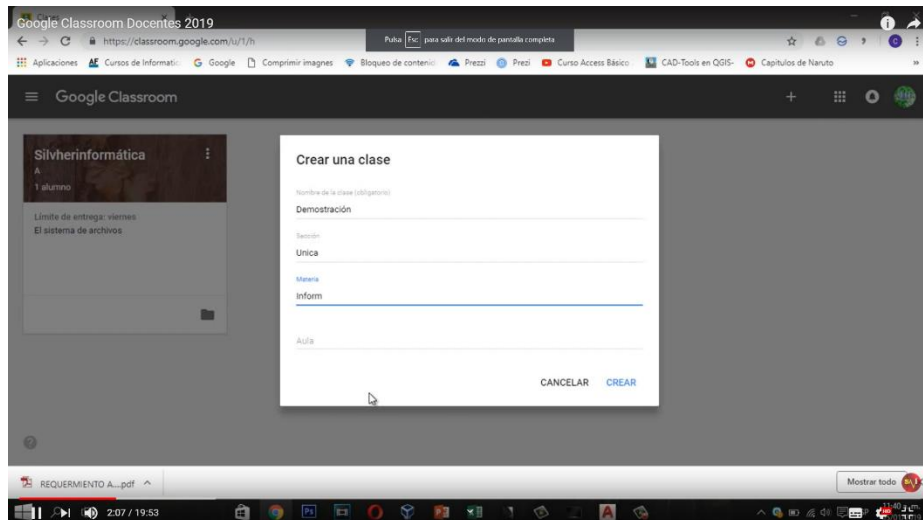 Google Classroom Docentes 2019
https://classroom.google.com/u/1/h
Pulsa Esc para salir del modo de pantalla completa
Aplicaciones Cursos de Informatic Google Comprimir imagnes Bloqueo de contenic Prezzi Prezi Curso Access Básico CAD-Tools en QGIS- Capitulos de Naruto
Google Classroom
Silvherinformática
A
1 alumno
Límite de entrega: viernes
El sistema de archivos
Crear una clase
Nombre de la clase (obligatorio)
Demostración
Sección
Unica
Materia
Inform
Aula
CANCELAR CREAR
REQUERMIENTO A....pdf
Mostrar todo
2:07 / 19:53